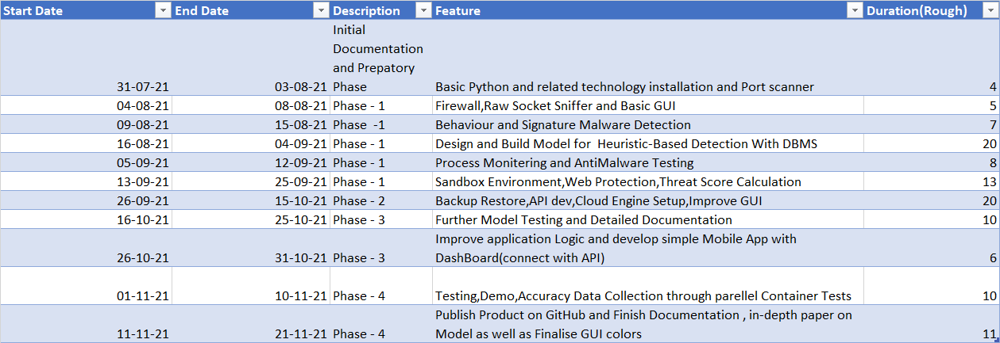 Start Date End Date Description Feature Duration(Rough)
Initial
Documentation
and Prepatory
31-07-21 03-08-21 Phase Basic Python and related technology installation and Port scanner 4
04-08-21 08-08-21 Phase - 1 Firewall,Raw Socket Sniffer and Basic GUI 5
09-08-21 15-08-21 Phase -1 Behaviour and Signature Malware Detection 7
16-08-21 04-09-21 Phase - 1 Design and Build Model for Heuristic-Based Detection With DBMS 20
05-09-21 12-09-21 Phase - 1 Process Monitering and AntiMalware Testing 8
13-09-21 25-09-21 Phase - 1 Sandbox Environment,Web Protection,Threat Score Calculation 13
26-09-21 15-10-21 Phase - 2 Backup Restore,API dev,Cloud Engine Setup,Improve GUI 20
16-10-21 25-10-21 Phase - 3 Further Model Testing and Detailed Documentation 10
Improve application Logic and develop simple Mobile App with
26-10-21 31-10-21 Phase - 3 DashBoard(connect with API) 6
01-11-21 10-11-21 Phase - 4 Testing,Demo,Accuracy Data Collection through parellel Container Tests 10
Publish Product on GitHub and Finish Documentation , in-depth paper on
11-11-21 21-11-21 Phase - 4 Model as well as Finalise GUI colors 11